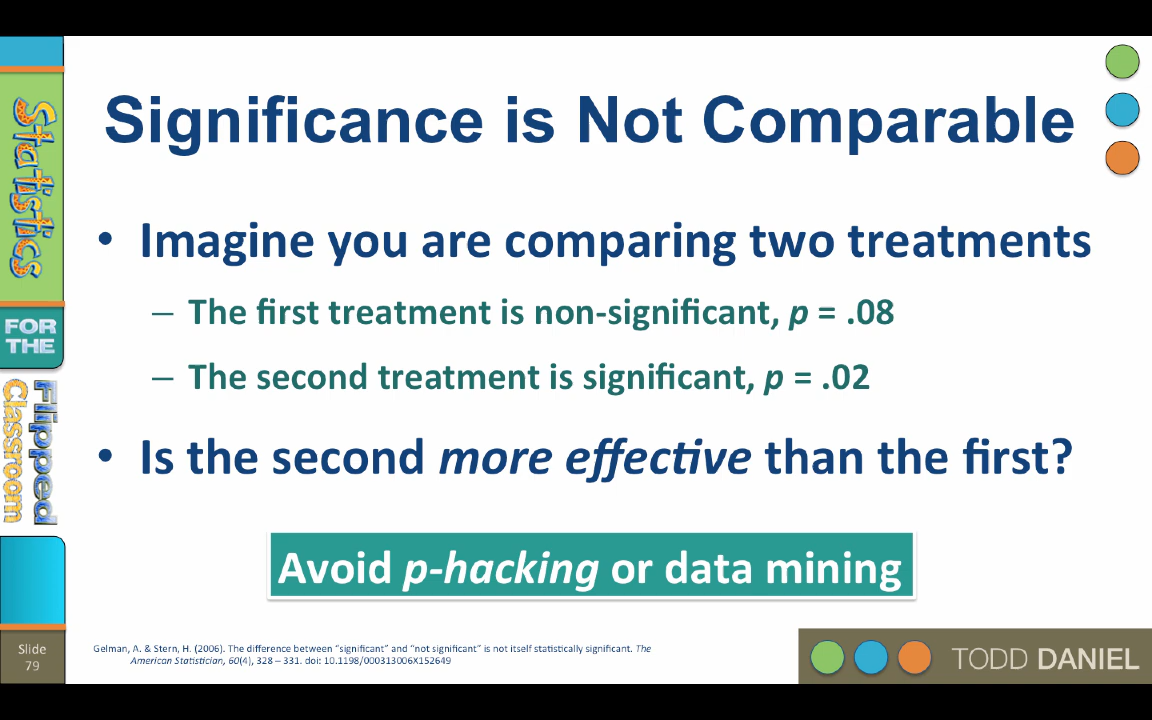 Significance is Not Comparable
• Imagine you are comparing two treatments
– The first treatment is non-significant, p = .08
– The second treatment is significant, p = .02
• Is the second more effective than the first?
Avoid p-hacking or data mining
Gelman, A. & Stern, H. (2006). The difference between "significant" and "not significant" is not itself statistically significant. The
American Statistician, 60(4), 328 – 331. doi: 10.1198/000313006X152649
Statistics
FOR
THE
Flipped
Classroom
Slide
79
TODD DANIEL